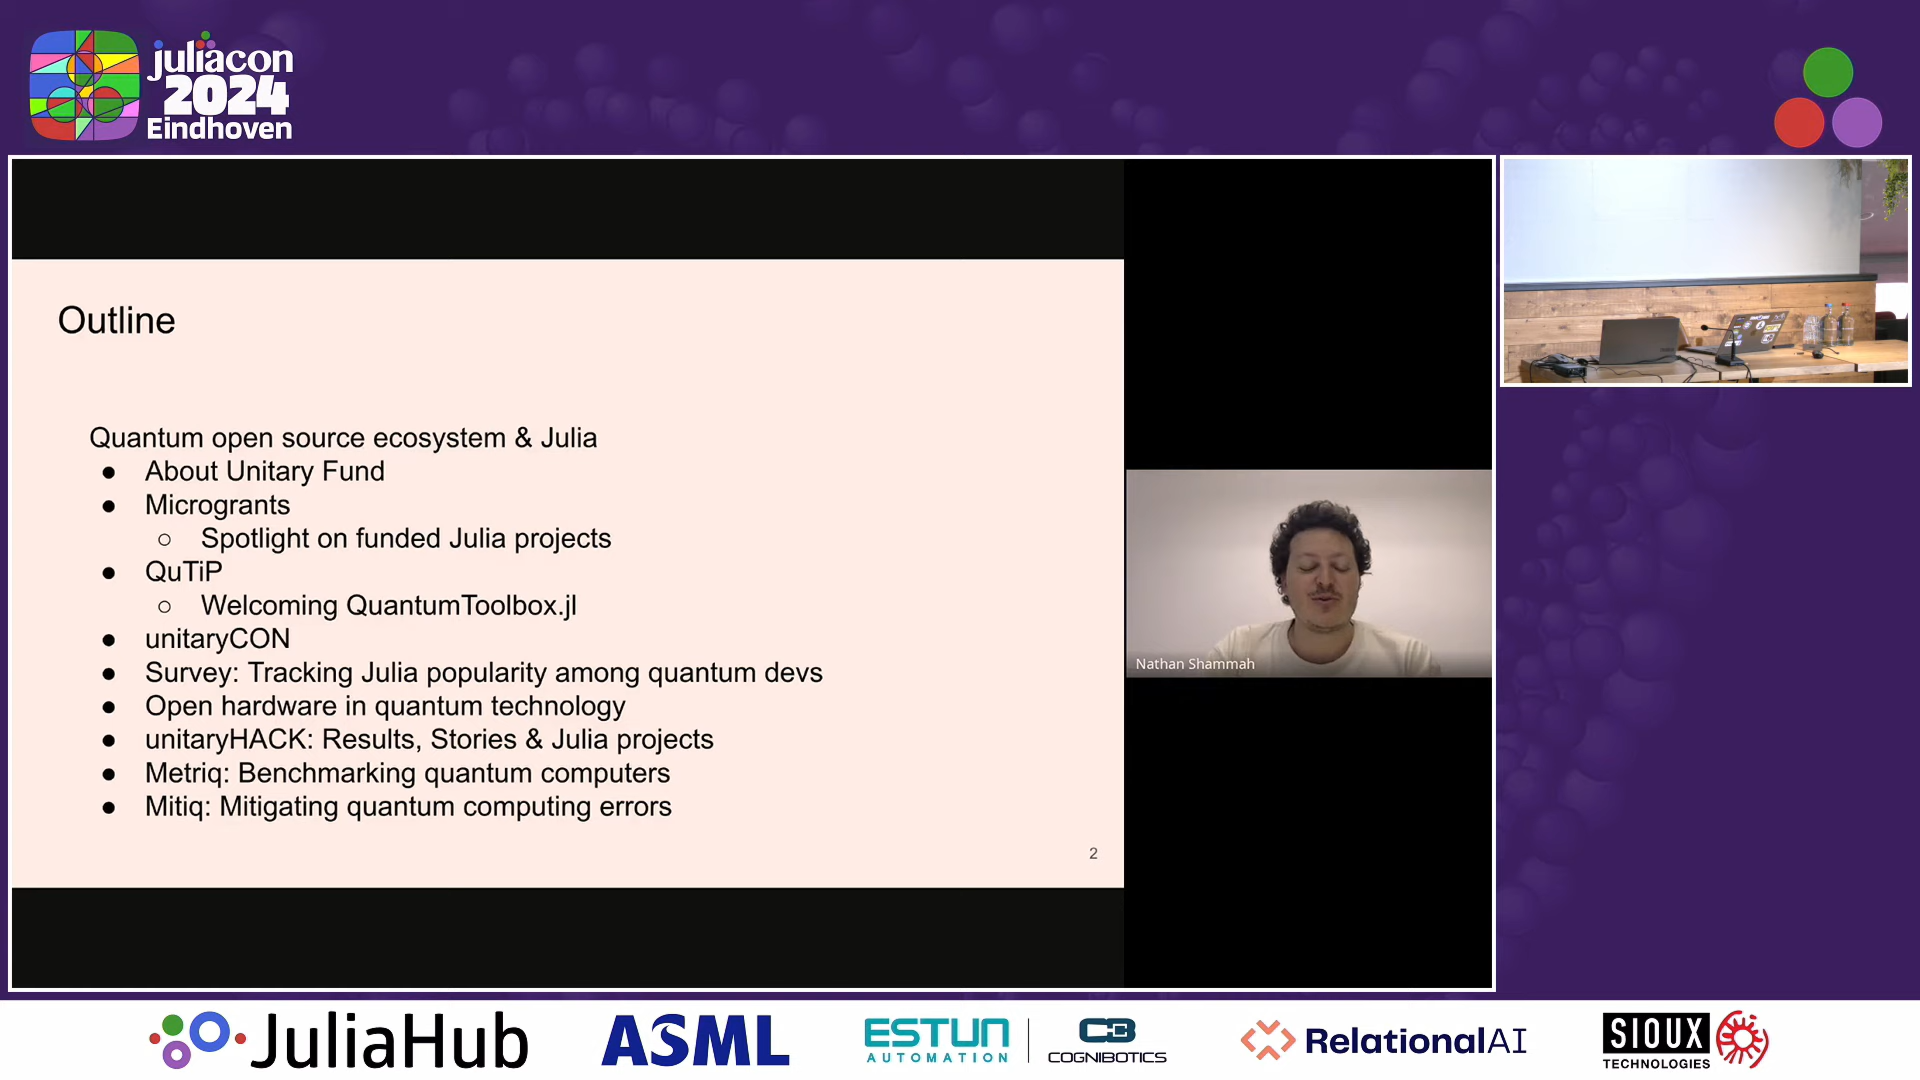 juliacon
2024
Eindhoven
Outline
Quantum open source ecosystem & Julia
● About Unitary Fund
● Microgrants
○ Spotlight on funded Julia projects
● QuTiP
○ Welcoming QuantumToolbox.jl
● unitaryCON
● Survey: Tracking Julia popularity among quantum devs
● Open hardware in quantum technology
● unitaryHACK: Results, Stories & Julia projects
● Metriq: Benchmarking quantum computers
● Mitiq: Mitigating quantum computing errors
2
Nathan Shammah
JuliaHub
ASML
ESTUN
AUTOMATION
COGNIBOTICS
RelationalAI
SIOUX
TECHNOLOGIES